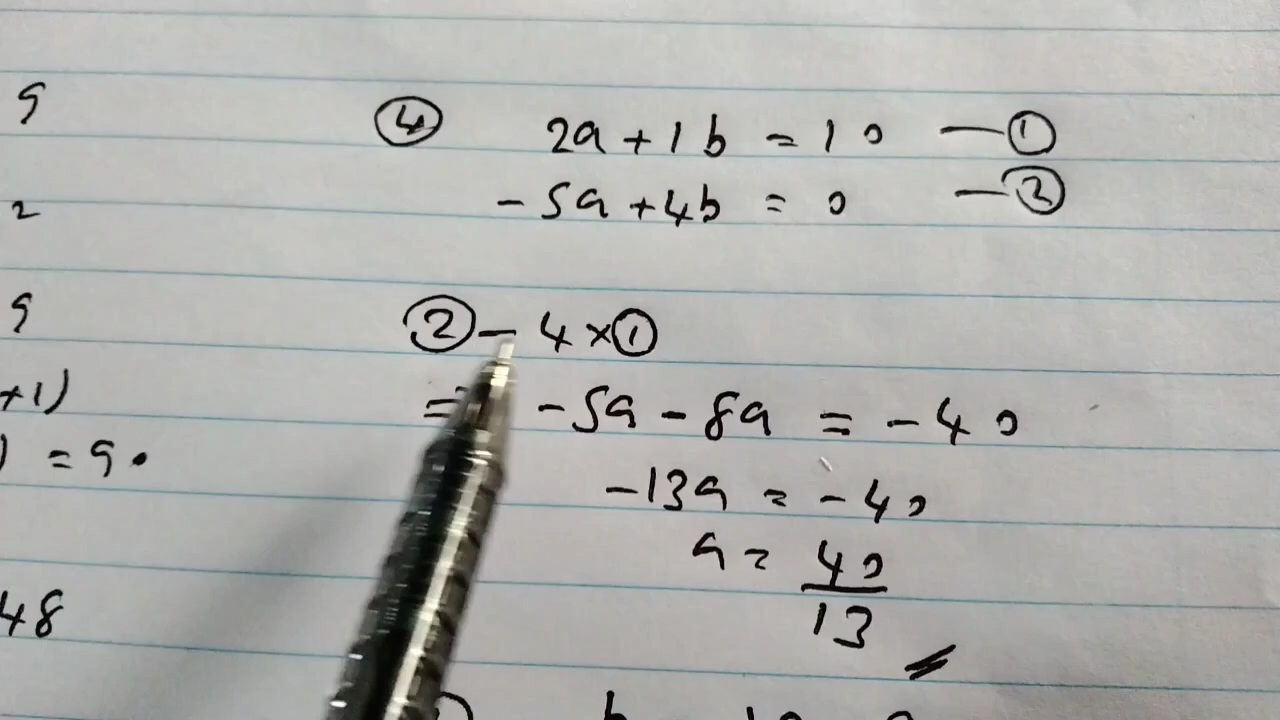 9
④ 2a + 1b = 10 — ①
2
-5a + 4b = 0 — ②
9
② - 4 × ①
+1)
= -5a - 8a = -40
) = 9.
-13a = -40
a = 40/13
48
b